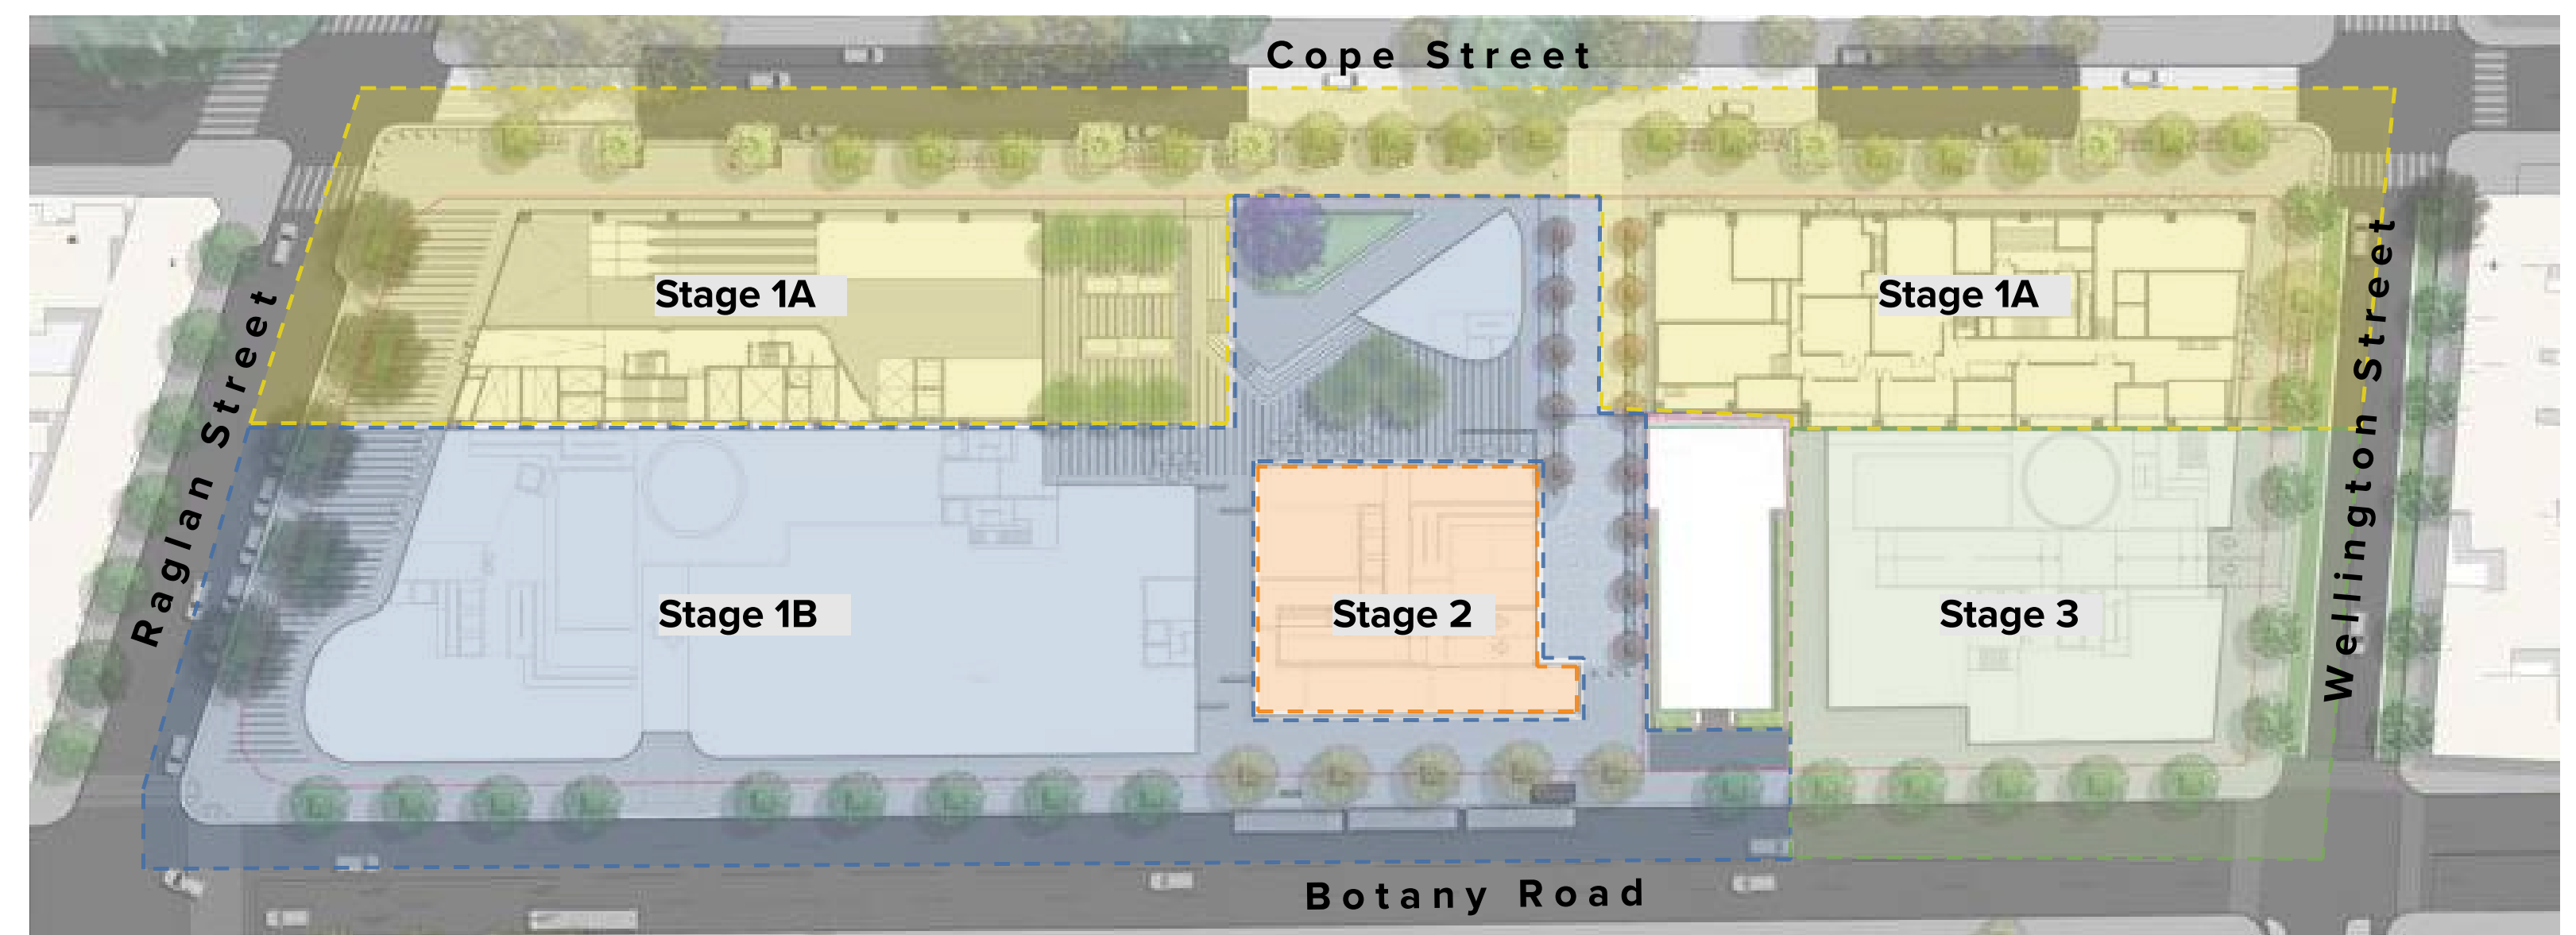 Cope Street
Stage 1A
Stage 1A
Raglan Street
Wellington Street
Stage 1B
Stage 2
Stage 3
Botany Road